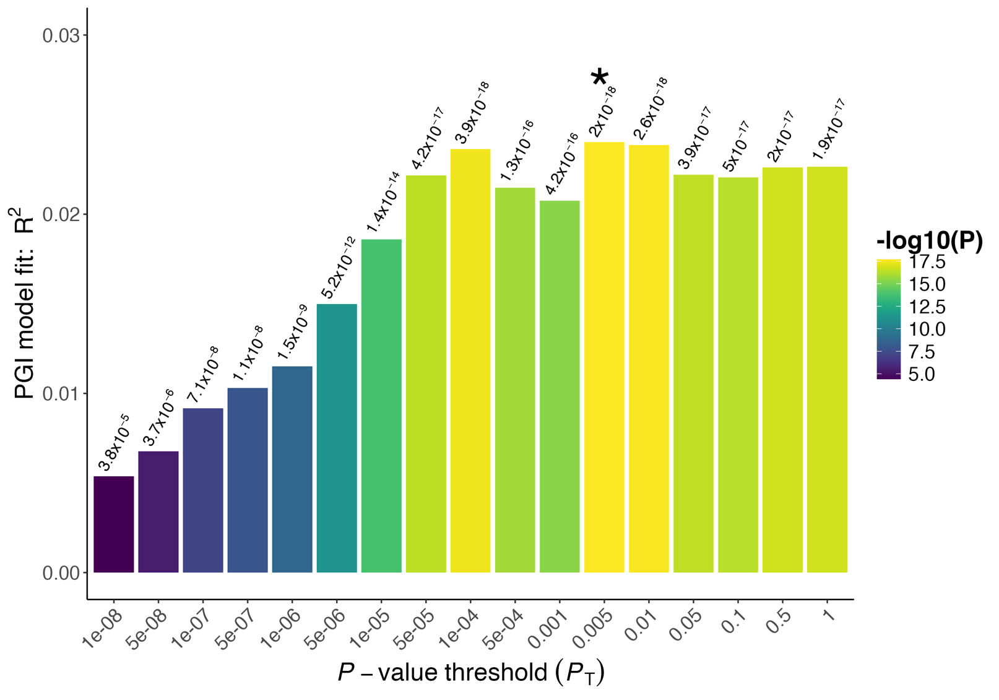 0.03
0.02
0.01
0.00
PGI model fit: R²
3.8x10⁻⁵
3.7x10⁻⁶
7.1x10⁻⁸
1.1x10⁻⁸
1.5x10⁻⁹
5.2x10⁻¹²
1.4x10⁻¹⁴
4.2x10⁻¹⁷
3.9x10⁻¹⁸
1.3x10⁻¹⁶
4.2x10⁻¹⁶
*
2x10⁻¹⁸
2.6x10⁻¹⁸
3.9x10⁻¹⁷
5x10⁻¹⁷
2x10⁻¹⁷
1.9x10⁻¹⁷
1e-08
5e-08
1e-07
5e-07
1e-06
5e-06
1e-05
5e-05
1e-04
5e-04
0.001
0.005
0.01
0.05
0.1
0.5
1
P – value threshold (P_T)
-log10(P)
17.5
15.0
12.5
10.0
7.5
5.0